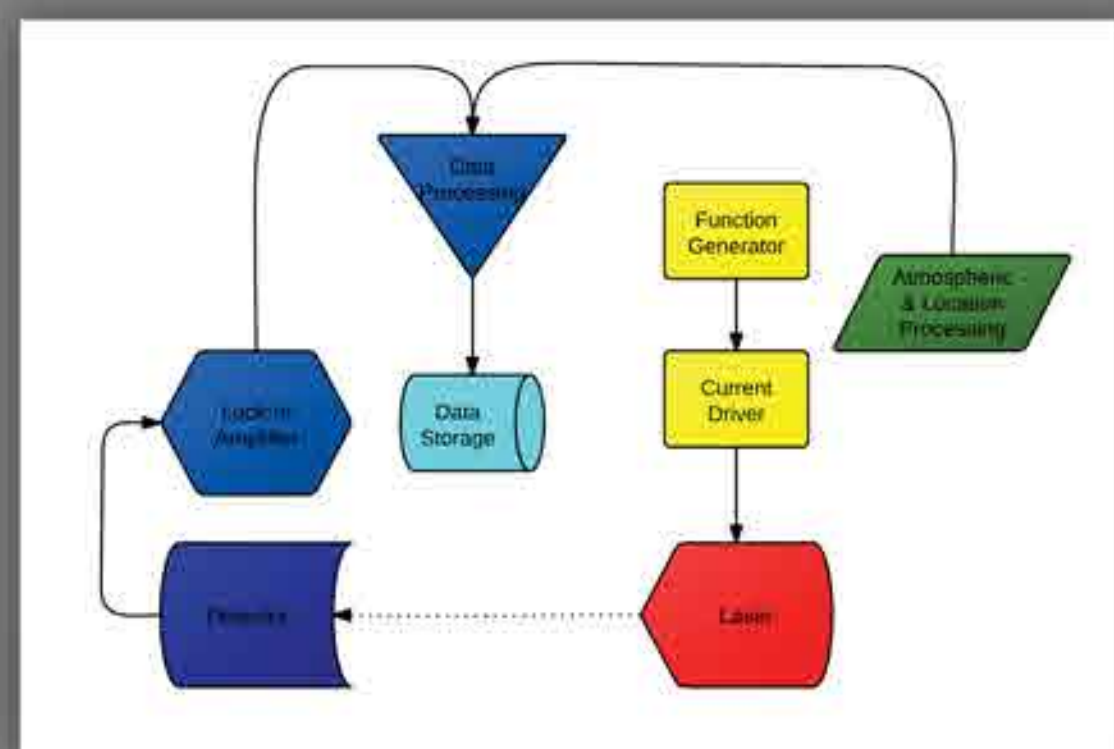 Data
Processing
Function
Generator
Atmospheric -
& Location
Processing
Current
Driver
Data
Storage
Lock-in
Amplifier
Detector
Laser